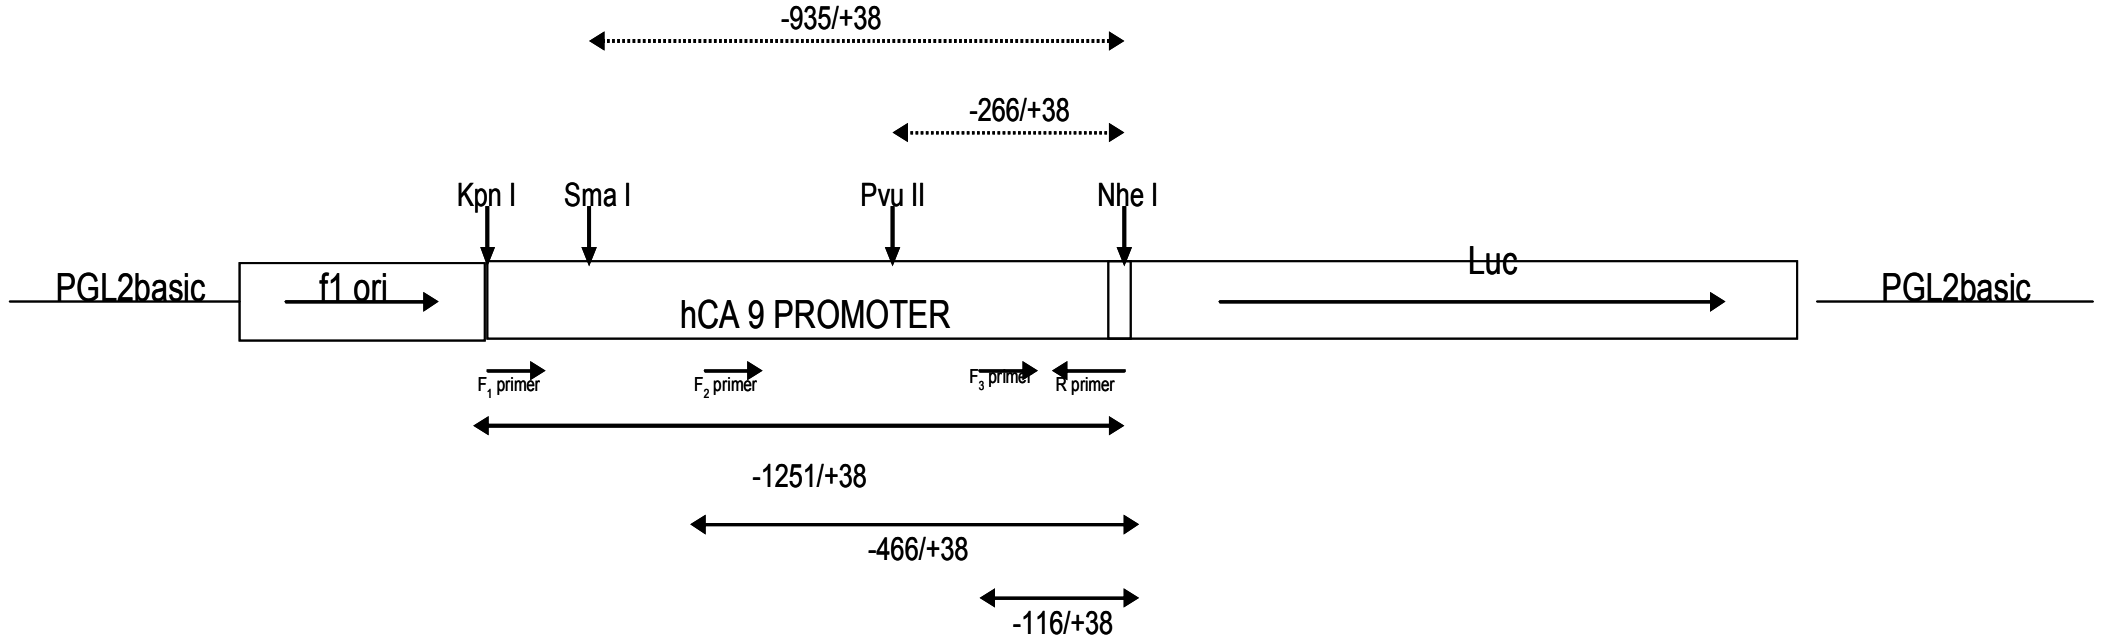 -935/+38
-266/+38
Kpn I Sma I Pvu II Nhe I
PGL2basic f1 ori hCA 9 PROMOTER Luc PGL2basic
F1 primer F2 primer F3 primer R primer
-1251/+38
-466/+38
-116/+38